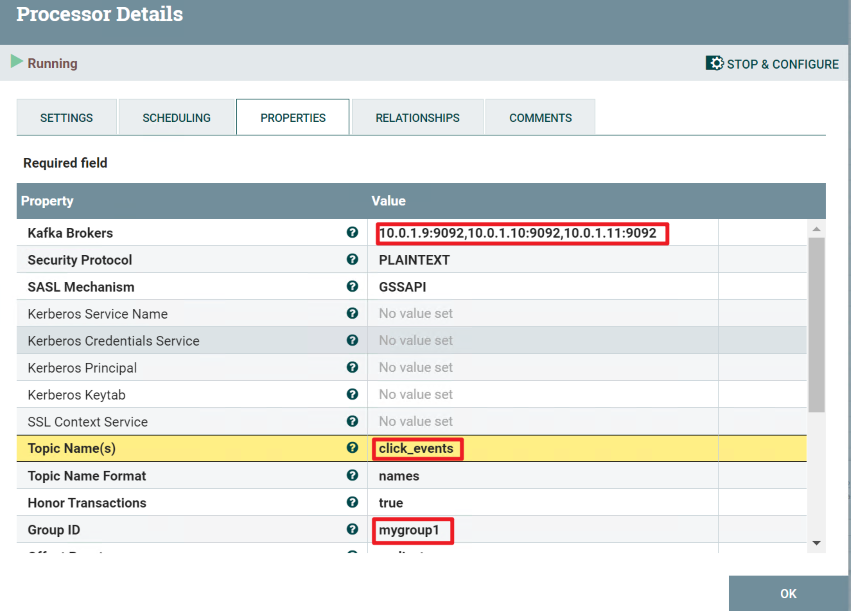 Processor Details
Running
STOP & CONFIGURE
SETTINGS SCHEDULING PROPERTIES RELATIONSHIPS COMMENTS
Required field
Property Value
Kafka Brokers 10.0.1.9:9092,10.0.1.10:9092,10.0.1.11:9092
Security Protocol PLAINTEXT
SASL Mechanism GSSAPI
Kerberos Service Name No value set
Kerberos Credentials Service No value set
Kerberos Principal No value set
Kerberos Keytab No value set
SSL Context Service No value set
Topic Name(s) click_events
Topic Name Format names
Honor Transactions true
Group ID mygroup1
OK